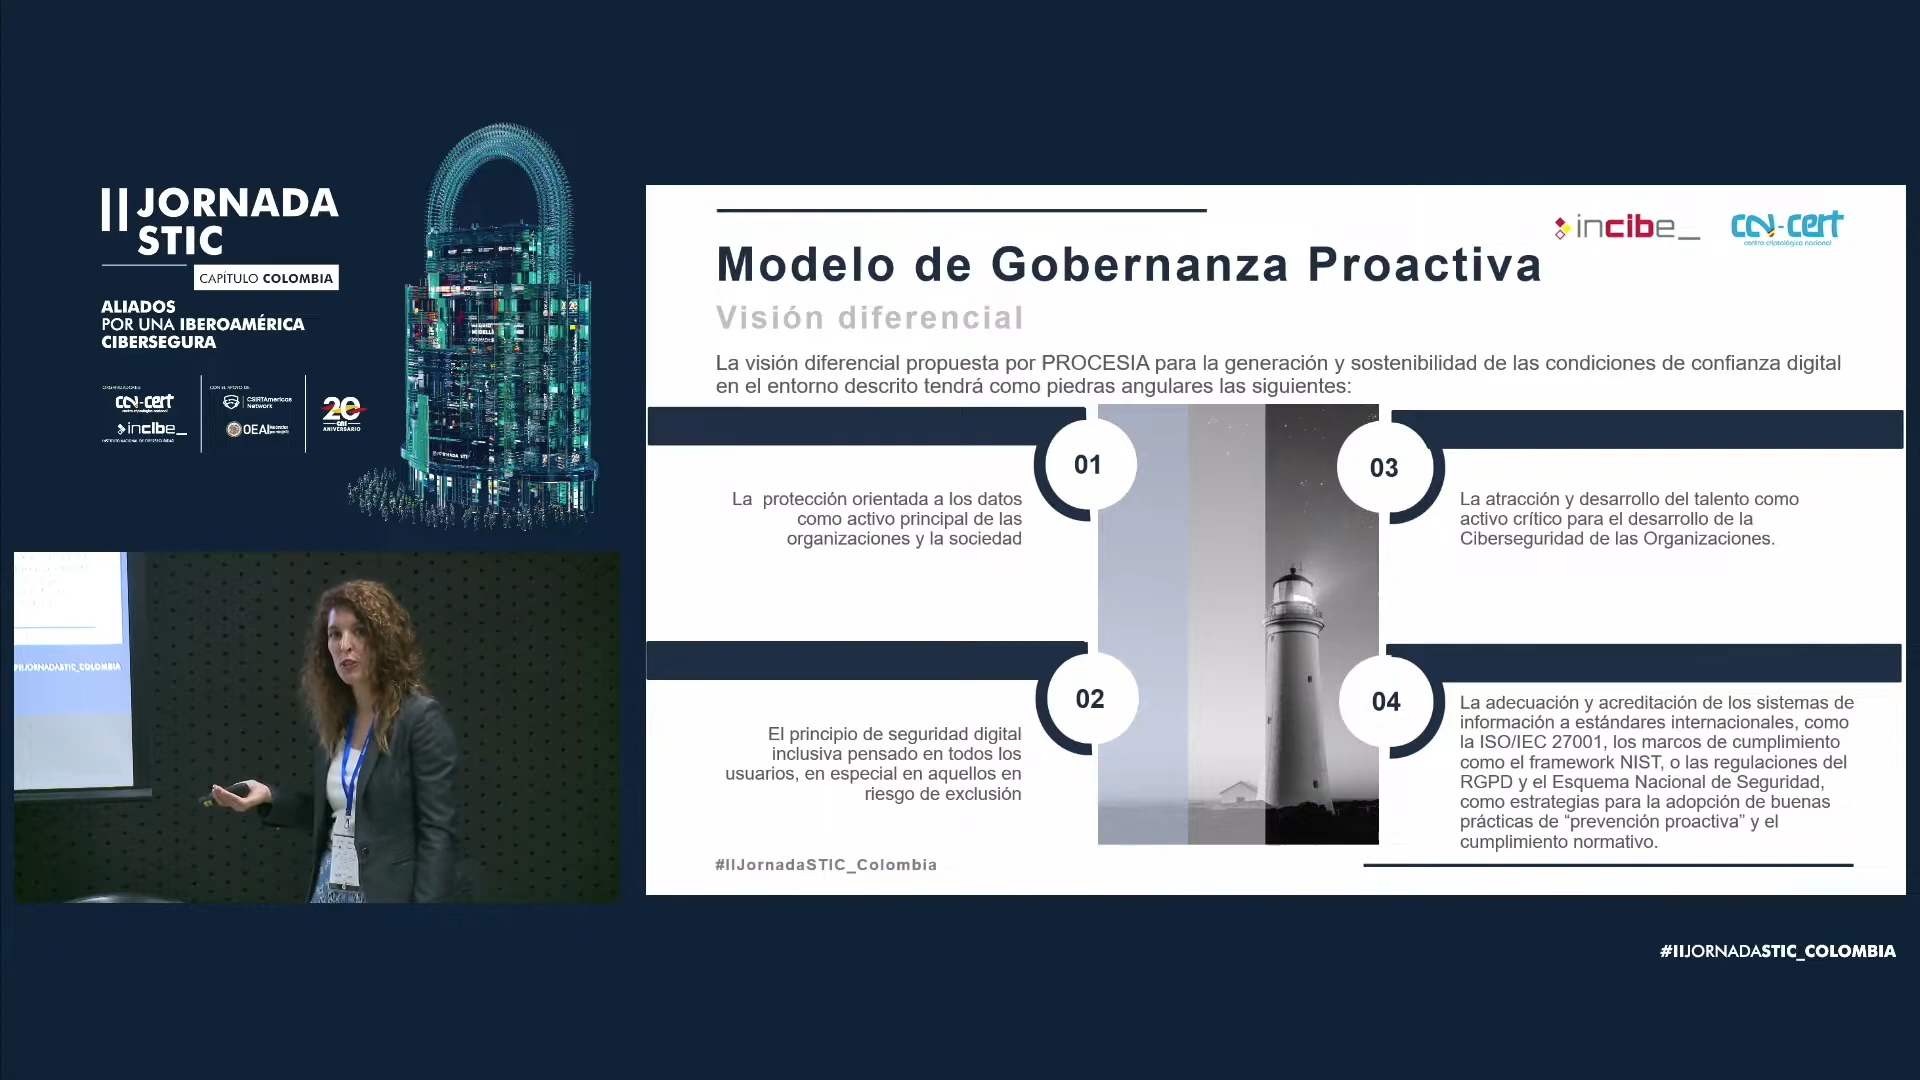 II JORNADA
STIC
CAPÍTULO COLOMBIA
ALIADOS
POR UNA IBEROAMÉRICA
CIBERSEGURA
ORGANIZADORES
CON EL APOYO DE
ccn-cert
centro criptológico nacional
incibe_
INSTITUTO NACIONAL DE CIBERSEGURIDAD
CSIRTAmericas
Network
OEA
20
CNI
ANIVERSARIO
#IIJORNADASTIC_COLOMBIA
incibe_
ccn-cert
centro criptológico nacional
Modelo de Gobernanza Proactiva
Visión diferencial
La visión diferencial propuesta por PROCESIA para la generación y sostenibilidad de las condiciones de confianza digital
en el entorno descrito tendrá como piedras angulares las siguientes:
01
La protección orientada a los datos
como activo principal de las
organizaciones y la sociedad
02
El principio de seguridad digital
inclusiva pensado en todos los
usuarios, en especial en aquellos en
riesgo de exclusión
03
La atracción y desarrollo del talento como
activo crítico para el desarrollo de la
Ciberseguridad de las Organizaciones.
04
La adecuación y acreditación de los sistemas de
información a estándares internacionales, como
la ISO/IEC 27001, los marcos de cumplimiento
como el framework NIST, o las regulaciones del
RGPD y el Esquema Nacional de Seguridad,
como estrategias para la adopción de buenas
prácticas de “prevención proactiva” y el
cumplimiento normativo.
#IIJornadaSTIC_Colombia
#IIJORNADASTIC_COLOMBIA